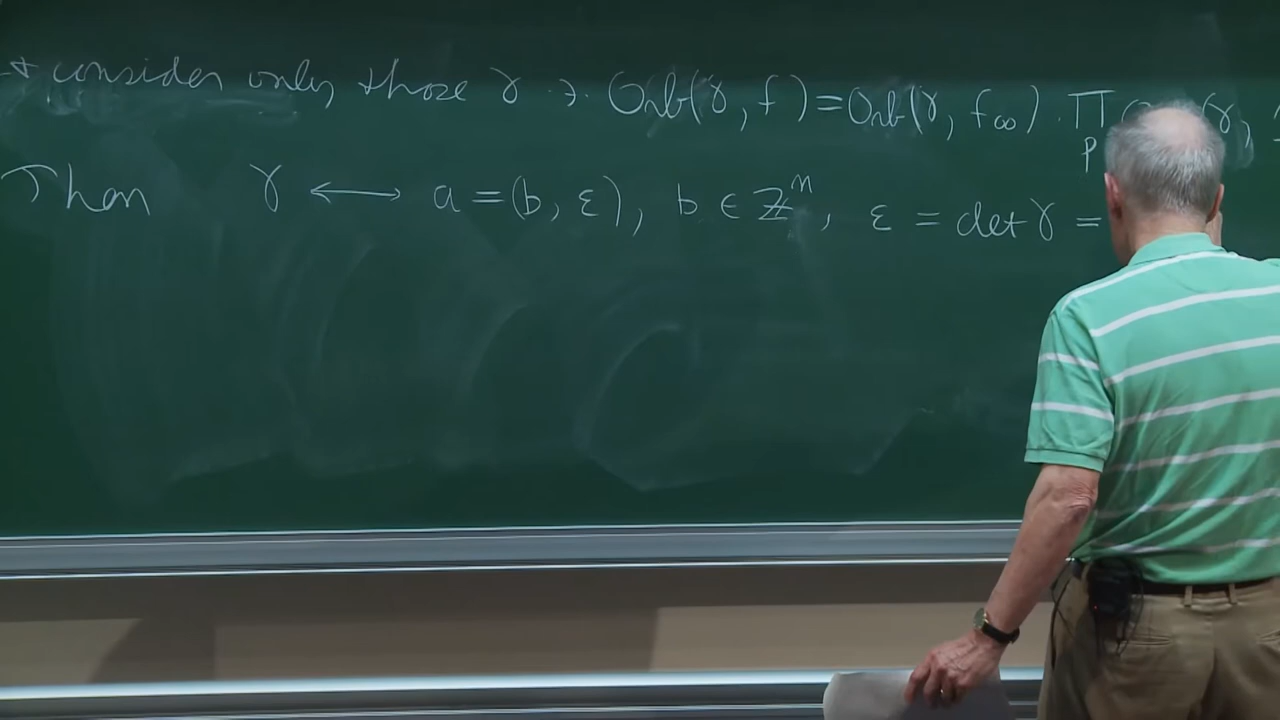 consider only those γ ∋. Orb(γ, f) = Orb(γ, f∞) · ∏ₚ (γ,
Then γ ⟷ a = (b, ε), b ∈ ℤⁿ, ε = det γ =